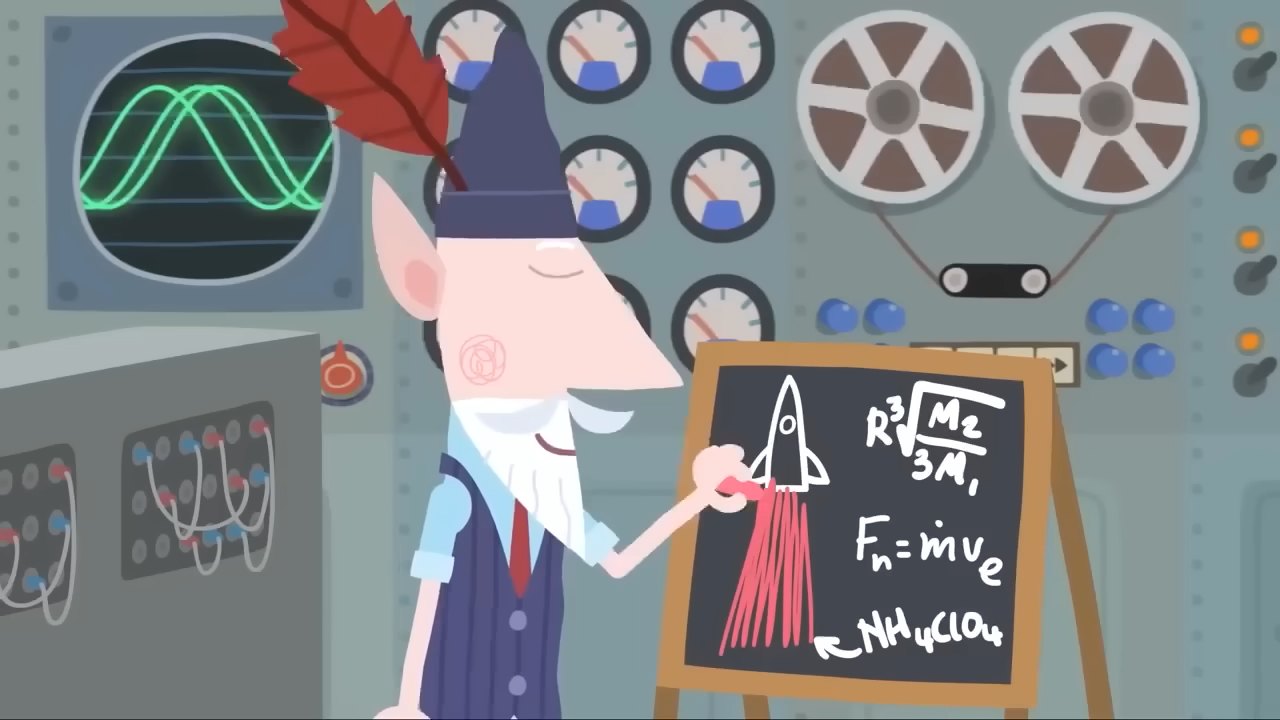 R³√M₂/3M₁
Fₙ=ṁvₑ
NH₄ClO₄